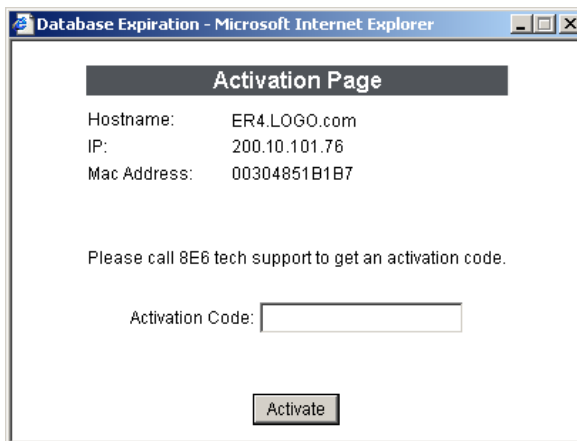 Database Expiration - Microsoft Internet Explorer
Activation Page
Hostname: ER4.LOGO.com
IP: 200.10.101.76
Mac Address: 00304851B1B7
Please call 8E6 tech support to get an activation code.
Activation Code:
Activate